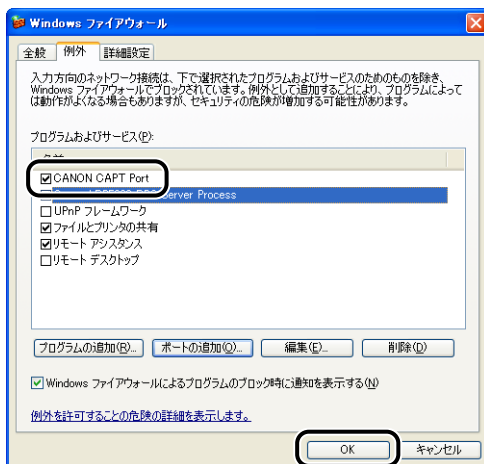 Windows ファイアウォール
全般 例外 詳細設定
入力方向のネットワーク接続は、下で選択されたプログラムおよびサービスのためのものを除き、
Windows ファイアウォールでブロックされています。例外として追加することにより、プログラムによって
は動作がよくなる場合もありますが、セキュリティの危険が増加する可能性があります。
プログラムおよびサービス(P):
CANON CAPT Port
Server Process
UPnP フレームワーク
ファイルとプリンタの共有
リモート アシスタンス
リモート デスクトップ
プログラムの追加(R)... ポートの追加(O)... 編集(E)... 削除(D)
Windows ファイアウォールによるプログラムのブロック時に通知を表示する(N)
例外を許可することの危険の詳細を表示します。
OK キャンセル